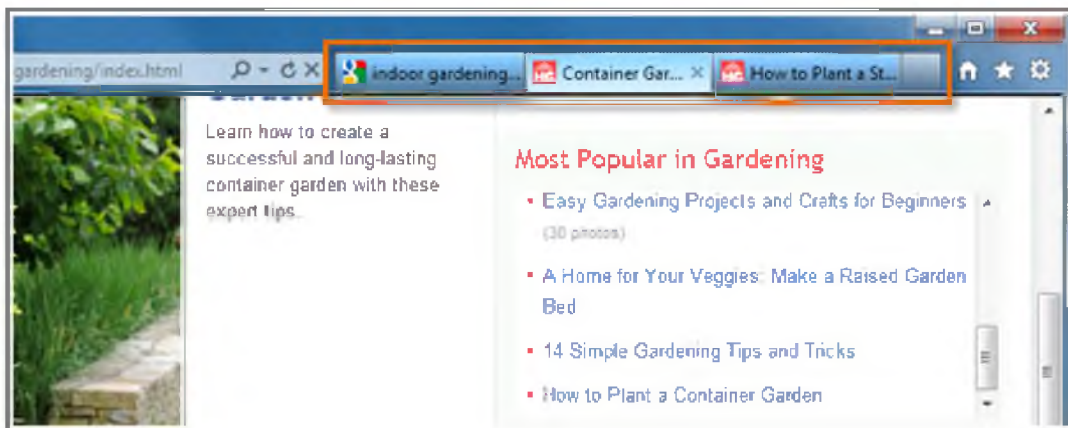 gardening/index.html
indoor gardening...
Container Gar...
How to Plant a St...
Garden
Learn how to create a
successful and long-lasting
container garden with these
expert tips.
Most Popular in Gardening
Easy Gardening Projects and Crafts for Beginners
(30 photos)
A Home for Your Veggies: Make a Raised Garden
Bed
14 Simple Gardening Tips and Tricks
How to Plant a Container Garden